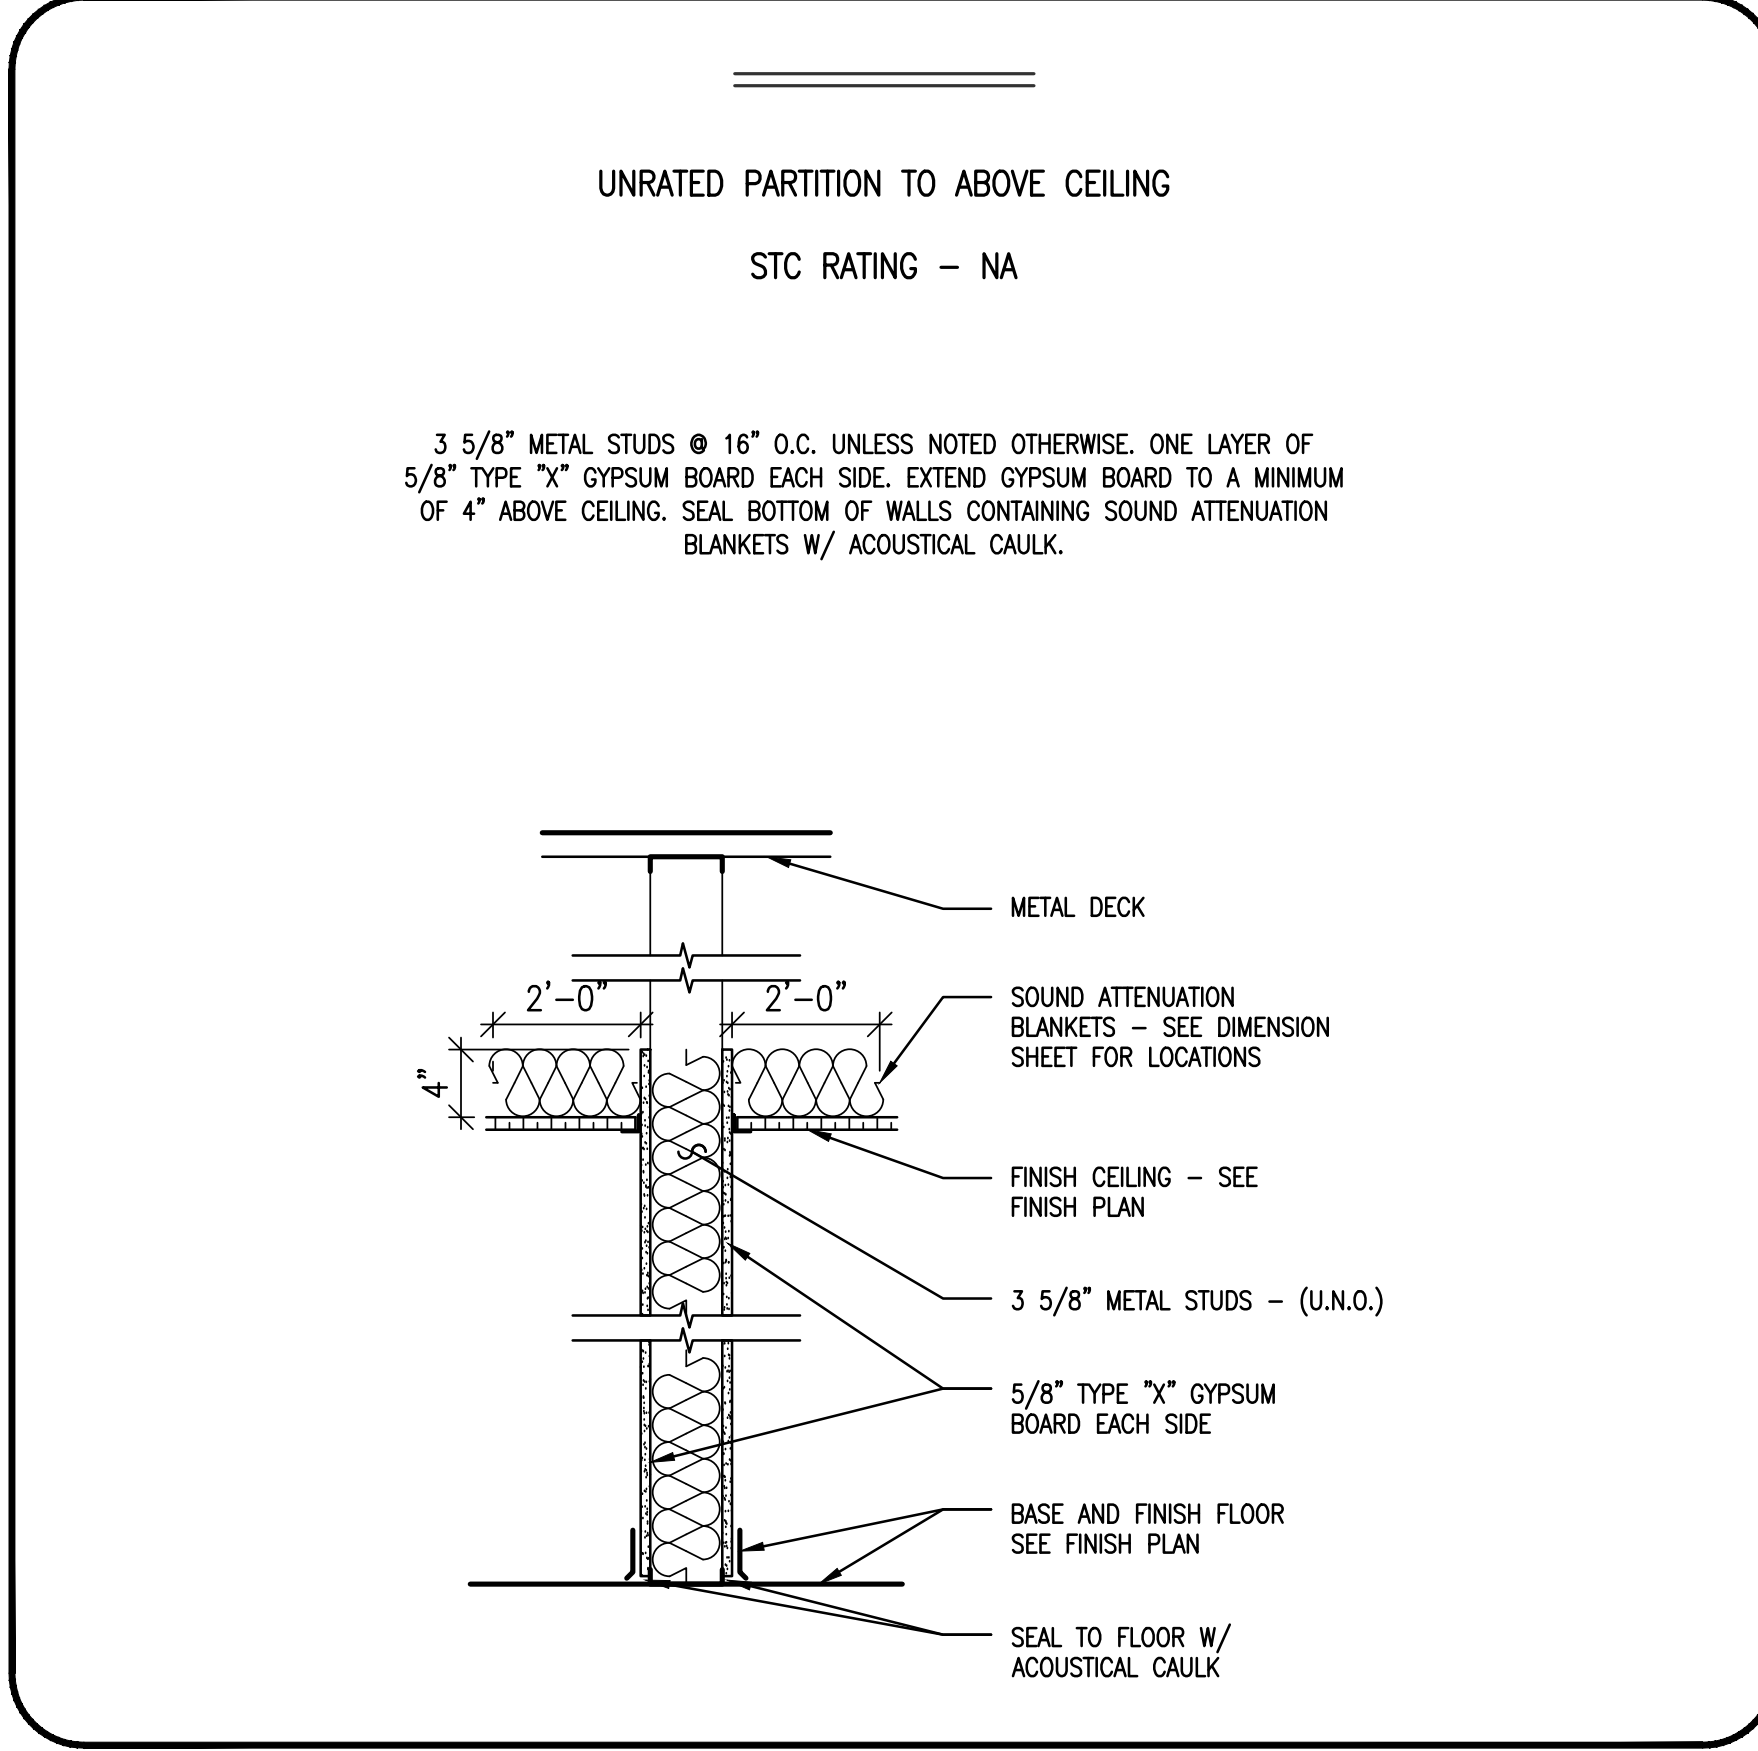 UNRATED PARTITION TO ABOVE CEILING
STC RATING – NA
3 5/8” METAL STUDS @ 16” O.C. UNLESS NOTED OTHERWISE. ONE LAYER OF
5/8” TYPE ”X” GYPSUM BOARD EACH SIDE. EXTEND GYPSUM BOARD TO A MINIMUM
OF 4” ABOVE CEILING. SEAL BOTTOM OF WALLS CONTAINING SOUND ATTENUATION
BLANKETS W/ ACOUSTICAL CAULK.
METAL DECK
2’–0” 2’–0”
4”
SOUND ATTENUATION
BLANKETS – SEE DIMENSION
SHEET FOR LOCATIONS
FINISH CEILING – SEE
FINISH PLAN
3 5/8” METAL STUDS – (U.N.O.)
5/8” TYPE ”X” GYPSUM
BOARD EACH SIDE
BASE AND FINISH FLOOR
SEE FINISH PLAN
SEAL TO FLOOR W/
ACOUSTICAL CAULK